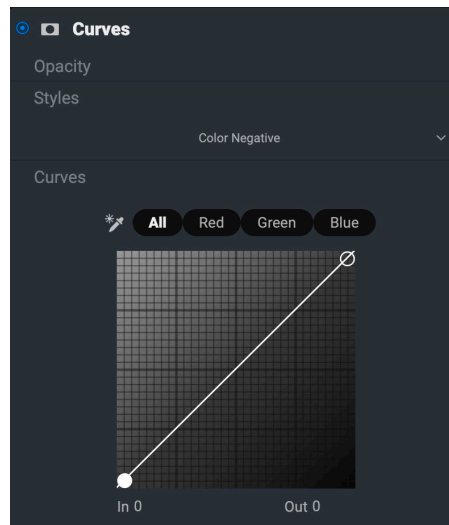 Curves
Opacity
Styles
Color Negative
Curves
All Red Green Blue
In 0 Out 0